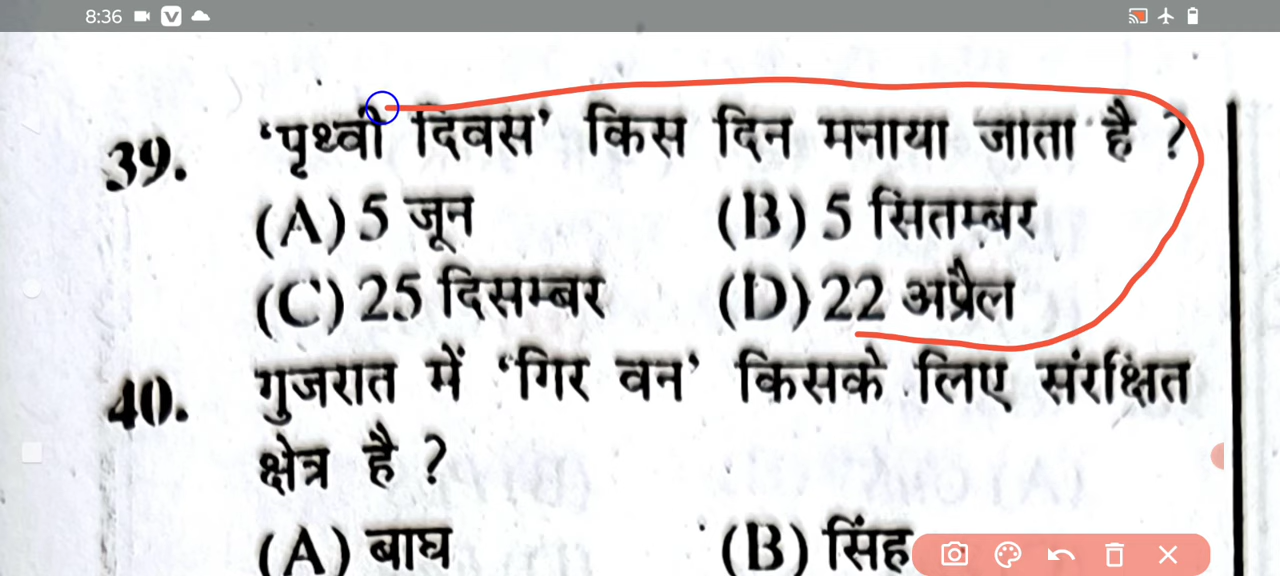 8:36
39. ‘पृथ्वी दिवस’ किस दिन मनाया जाता है ?
(A) 5 जून (B) 5 सितम्बर
(C) 25 दिसम्बर (D) 22 अप्रैल
40. गुजरात में ‘गिर वन’ किसके लिए संरक्षित
क्षेत्र है ?
(A) बाघ (B) सिंह